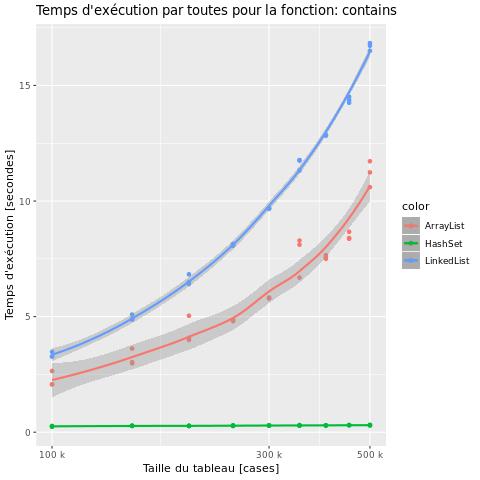 Temps d'exécution par toutes pour la fonction: contains
Temps d'exécution [secondes]
15
10
5
0
100 k
300 k
500 k
Taille du tableau [cases]
color
ArrayList
HashSet
LinkedList